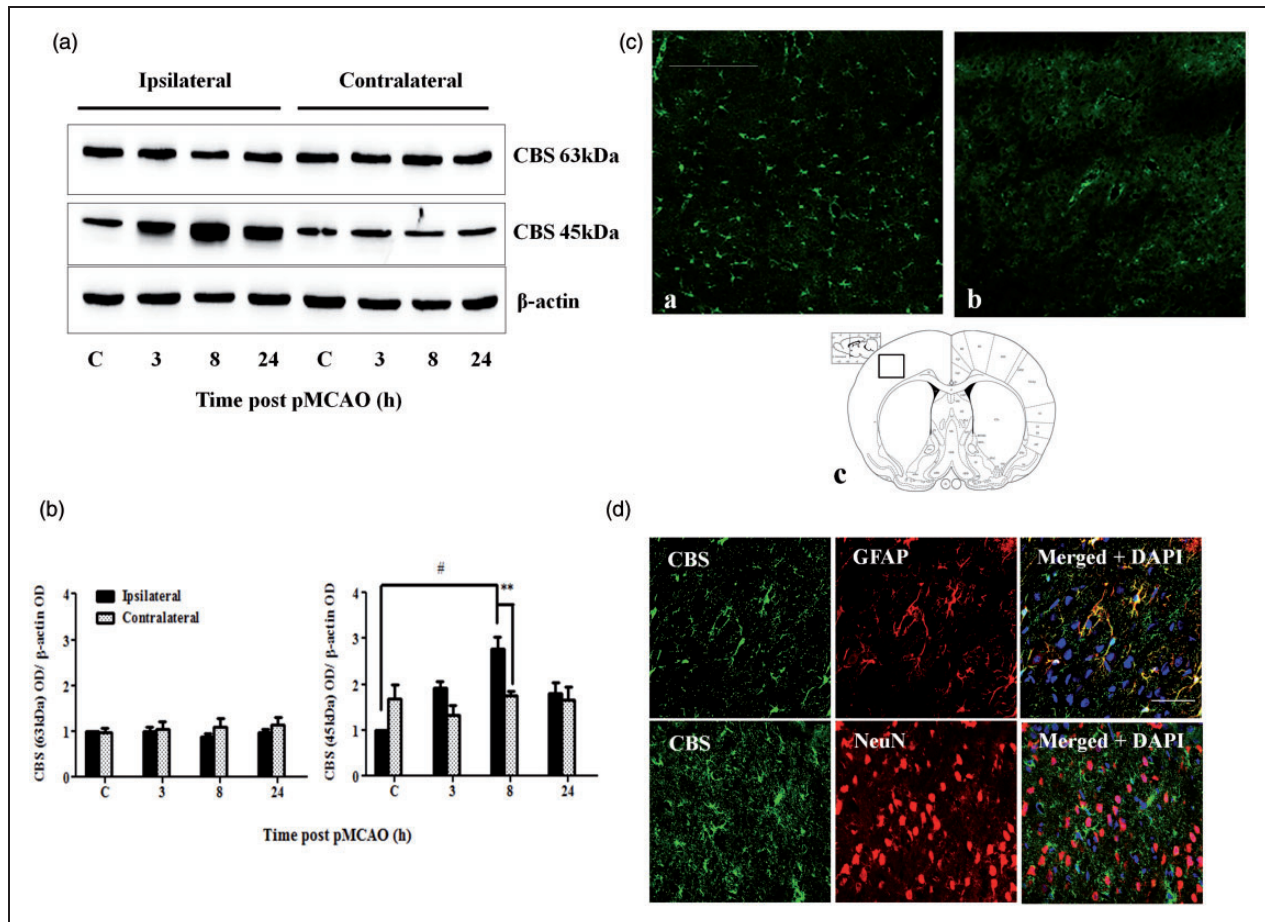 (a)
Ipsilateral Contralateral
CBS 63kDa
CBS 45kDa
β-actin
C 3 8 24 C 3 8 24
Time post pMCAO (h)
(b)
CBS (63kDa) OD/ β-actin OD
4
3
2
1
0
Ipsilateral
Contralateral
C 3 8 24
CBS (45kDa) OD/ β-actin OD
4
3
2
1
0
#
**
C 3 8 24
Time post pMCAO (h)
(c)
a
b
c
(d)
CBS
GFAP
Merged + DAPI
CBS
NeuN
Merged + DAPI